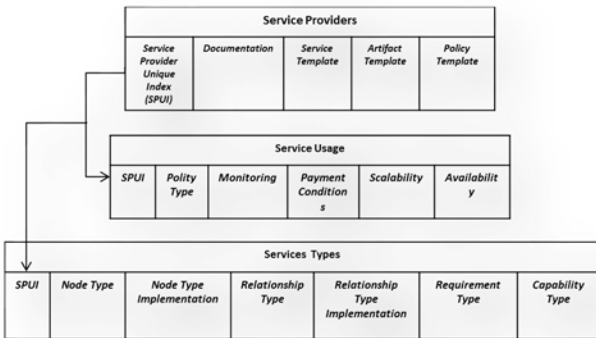 Service Providers
Service Documentation Service Artifact Policy
Provider Template Template Template
Unique
Index
(SPUI)
Service Usage
SPUI Polity Monitoring Payment Scalability Availabilit
Type Condition y
s
Services Types
SPUI Node Type Node Type Relationship Relationship Requirement Capability
Implementation Type Type Type Type
Implementation